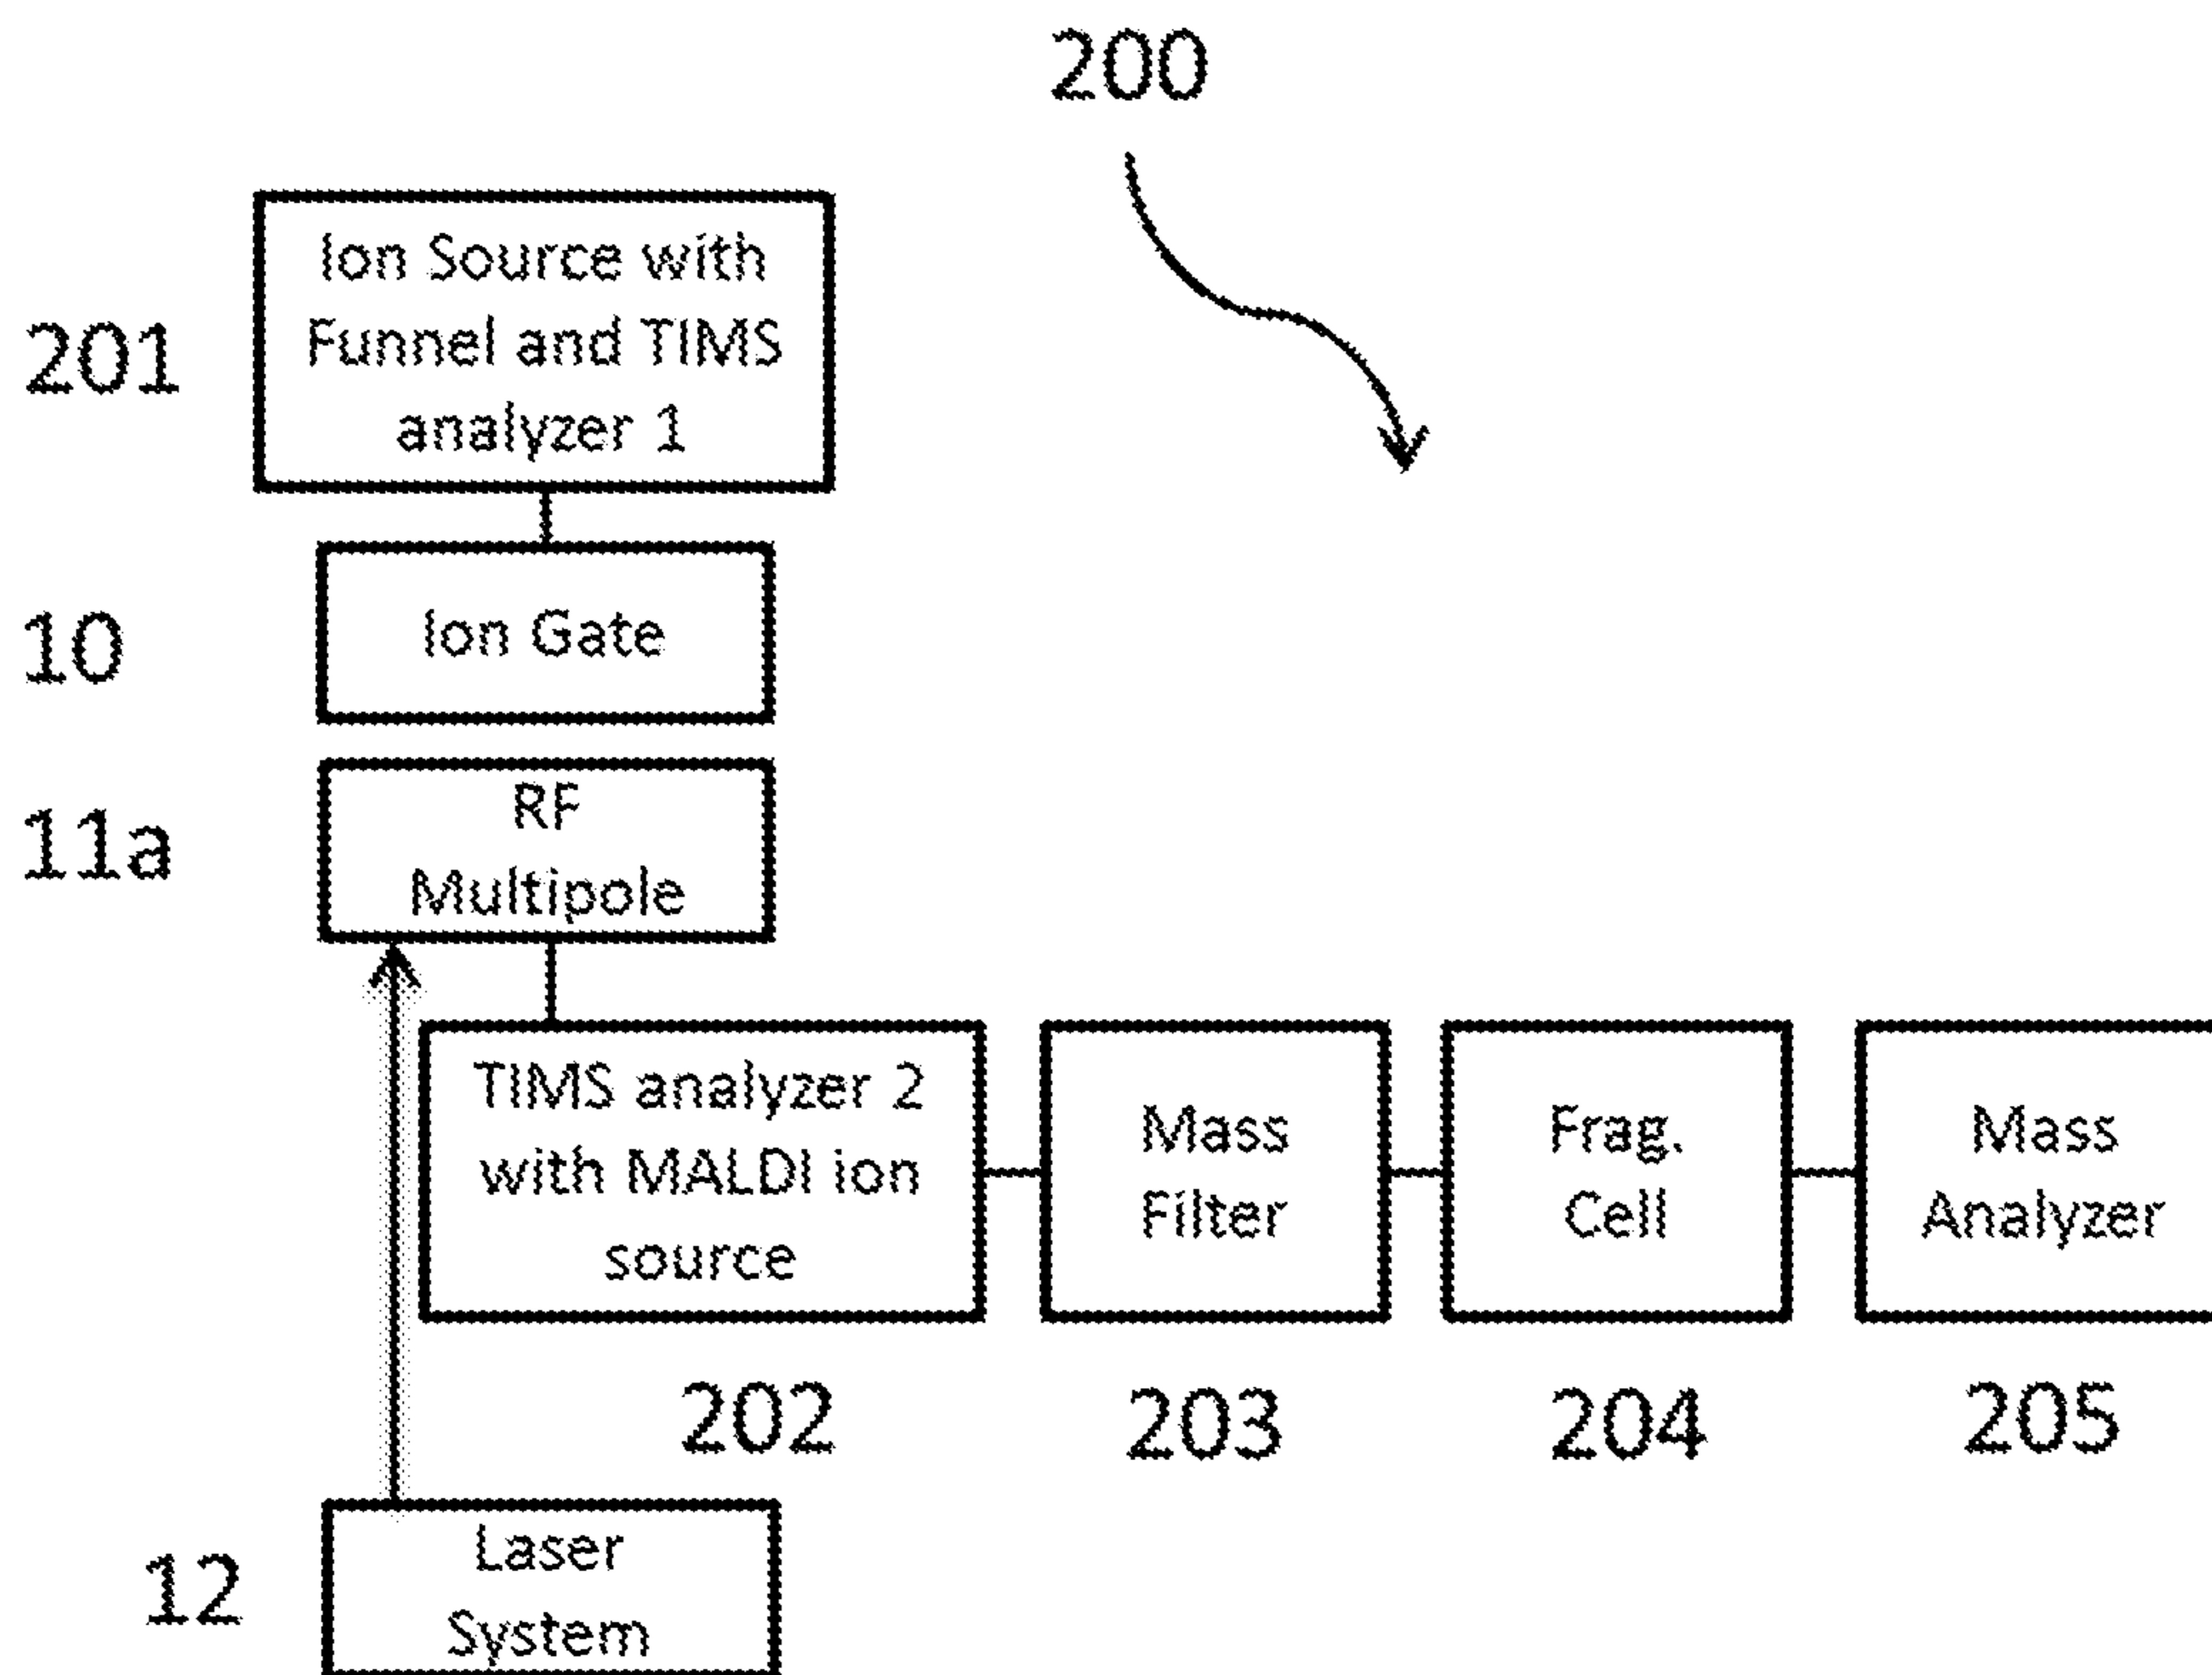 200
201
Ion Source with
Funnel and TIMS
analyzer 1
10
Ion Gate
11a
RF
Multipole
TIMS analyzer 2
with MALDI ion
source
Mass
Filter
Frag.
Cell
Mass
Analyzer
202
203
204
205
12
Laser
System